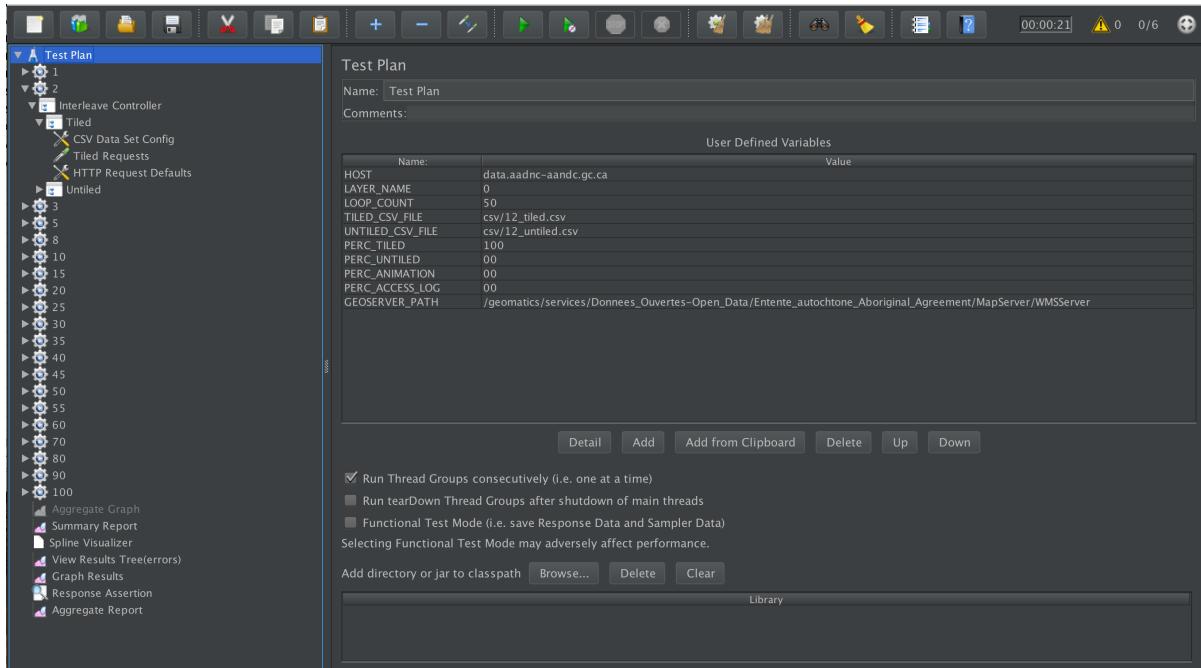 00:00:21 0 0/6
Test Plan
1
2
Interleave Controller
Tiled
CSV Data Set Config
Tiled Requests
HTTP Request Defaults
Untiled
3
5
8
10
15
20
25
30
35
40
45
50
55
60
70
80
90
100
Aggregate Graph
Summary Report
Spline Visualizer
View Results Tree(errors)
Graph Results
Response Assertion
Aggregate Report
Test Plan
Name: Test Plan
Comments:
User Defined Variables
Name: Value
HOST data.aadnc-aandc.gc.ca
LAYER_NAME 0
LOOP_COUNT 50
TILED_CSV_FILE csv/12_tiled.csv
UNTILED_CSV_FILE csv/12_untiled.csv
PERC_TILED 100
PERC_UNTILED 00
PERC_ANIMATION 00
PERC_ACCESS_LOG 00
GEOSERVER_PATH /geomatics/services/Donnees_Ouvertes-Open_Data/Entente_autochtone_Aboriginal_Agreement/MapServer/WMSServer
Detail Add Add from Clipboard Delete Up Down
Run Thread Groups consecutively (i.e. one at a time)
Run tearDown Thread Groups after shutdown of main threads
Functional Test Mode (i.e. save Response Data and Sampler Data)
Selecting Functional Test Mode may adversely affect performance.
Add directory or jar to classpath Browse... Delete Clear
Library